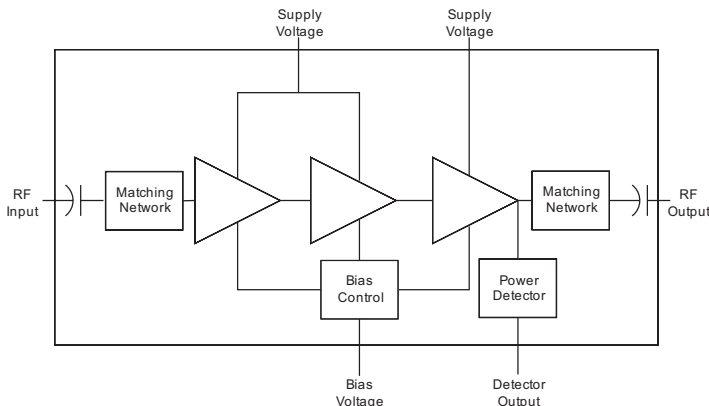 Supply
Voltage
Supply
Voltage
RF
Input
Matching
Network
Matching
Network
RF
Output
Bias
Control
Power
Detector
Bias
Voltage
Detector
Output